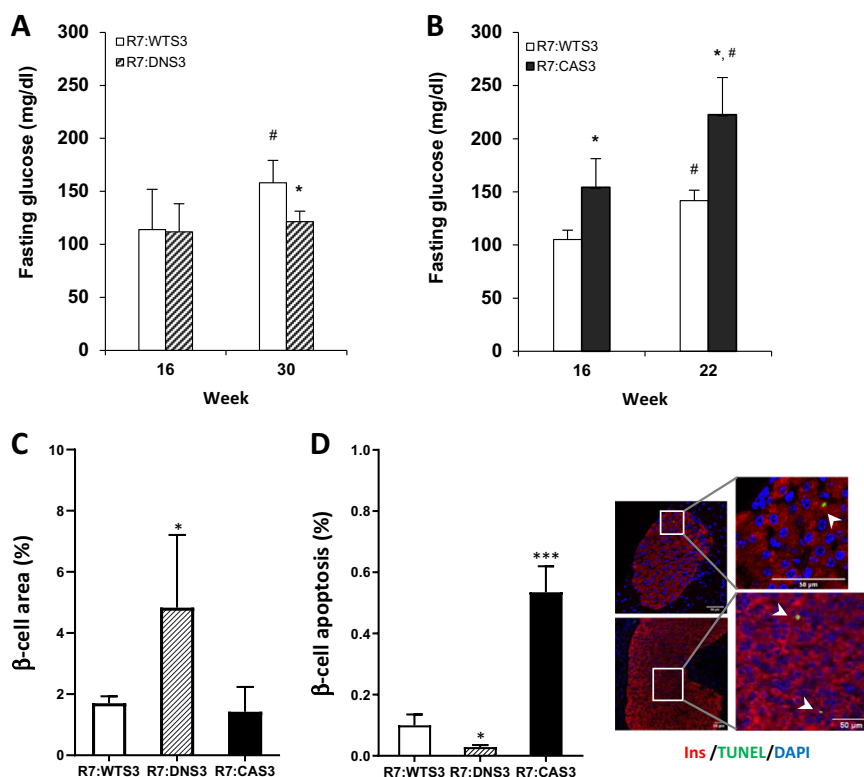 A
R7:WTS3
R7:DNS3
Fasting glucose (mg/dl)
300
250
200
150
100
50
0
#
*
16
30
Week
B
R7:WTS3
R7:CAS3
Fasting glucose (mg/dl)
300
250
200
150
100
50
0
*
#
*, #
16
22
Week
C
β-cell area (%)
10
8
6
4
2
0
*
R7:WTS3 R7:DNS3 R7:CAS3
D
β-cell apoptosis (%)
1.0
0.8
0.6
0.4
0.2
0.0
*
***
R7:WTS3 R7:DNS3 R7:CAS3
50 μm
50 μm
Ins /TUNEL/DAPI